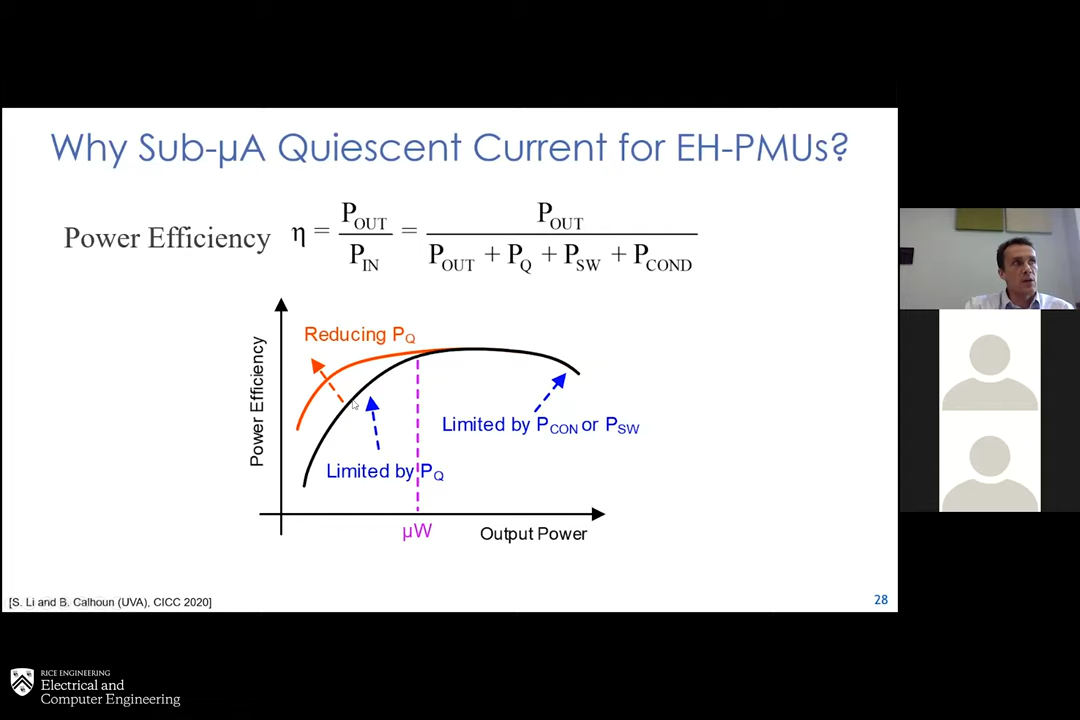 Why Sub-μA Quiescent Current for EH-PMUs?
Power Efficiency η = P_OUT / P_IN = P_OUT / (P_OUT + P_Q + P_SW + P_COND)
Reducing P_Q
Power Efficiency
Limited by P_CON or P_SW
Limited by P_Q
μW
Output Power
[S. Li and B. Calhoun (UVA), CICC 2020]
28
RICE ENGINEERING
Electrical and
Computer Engineering